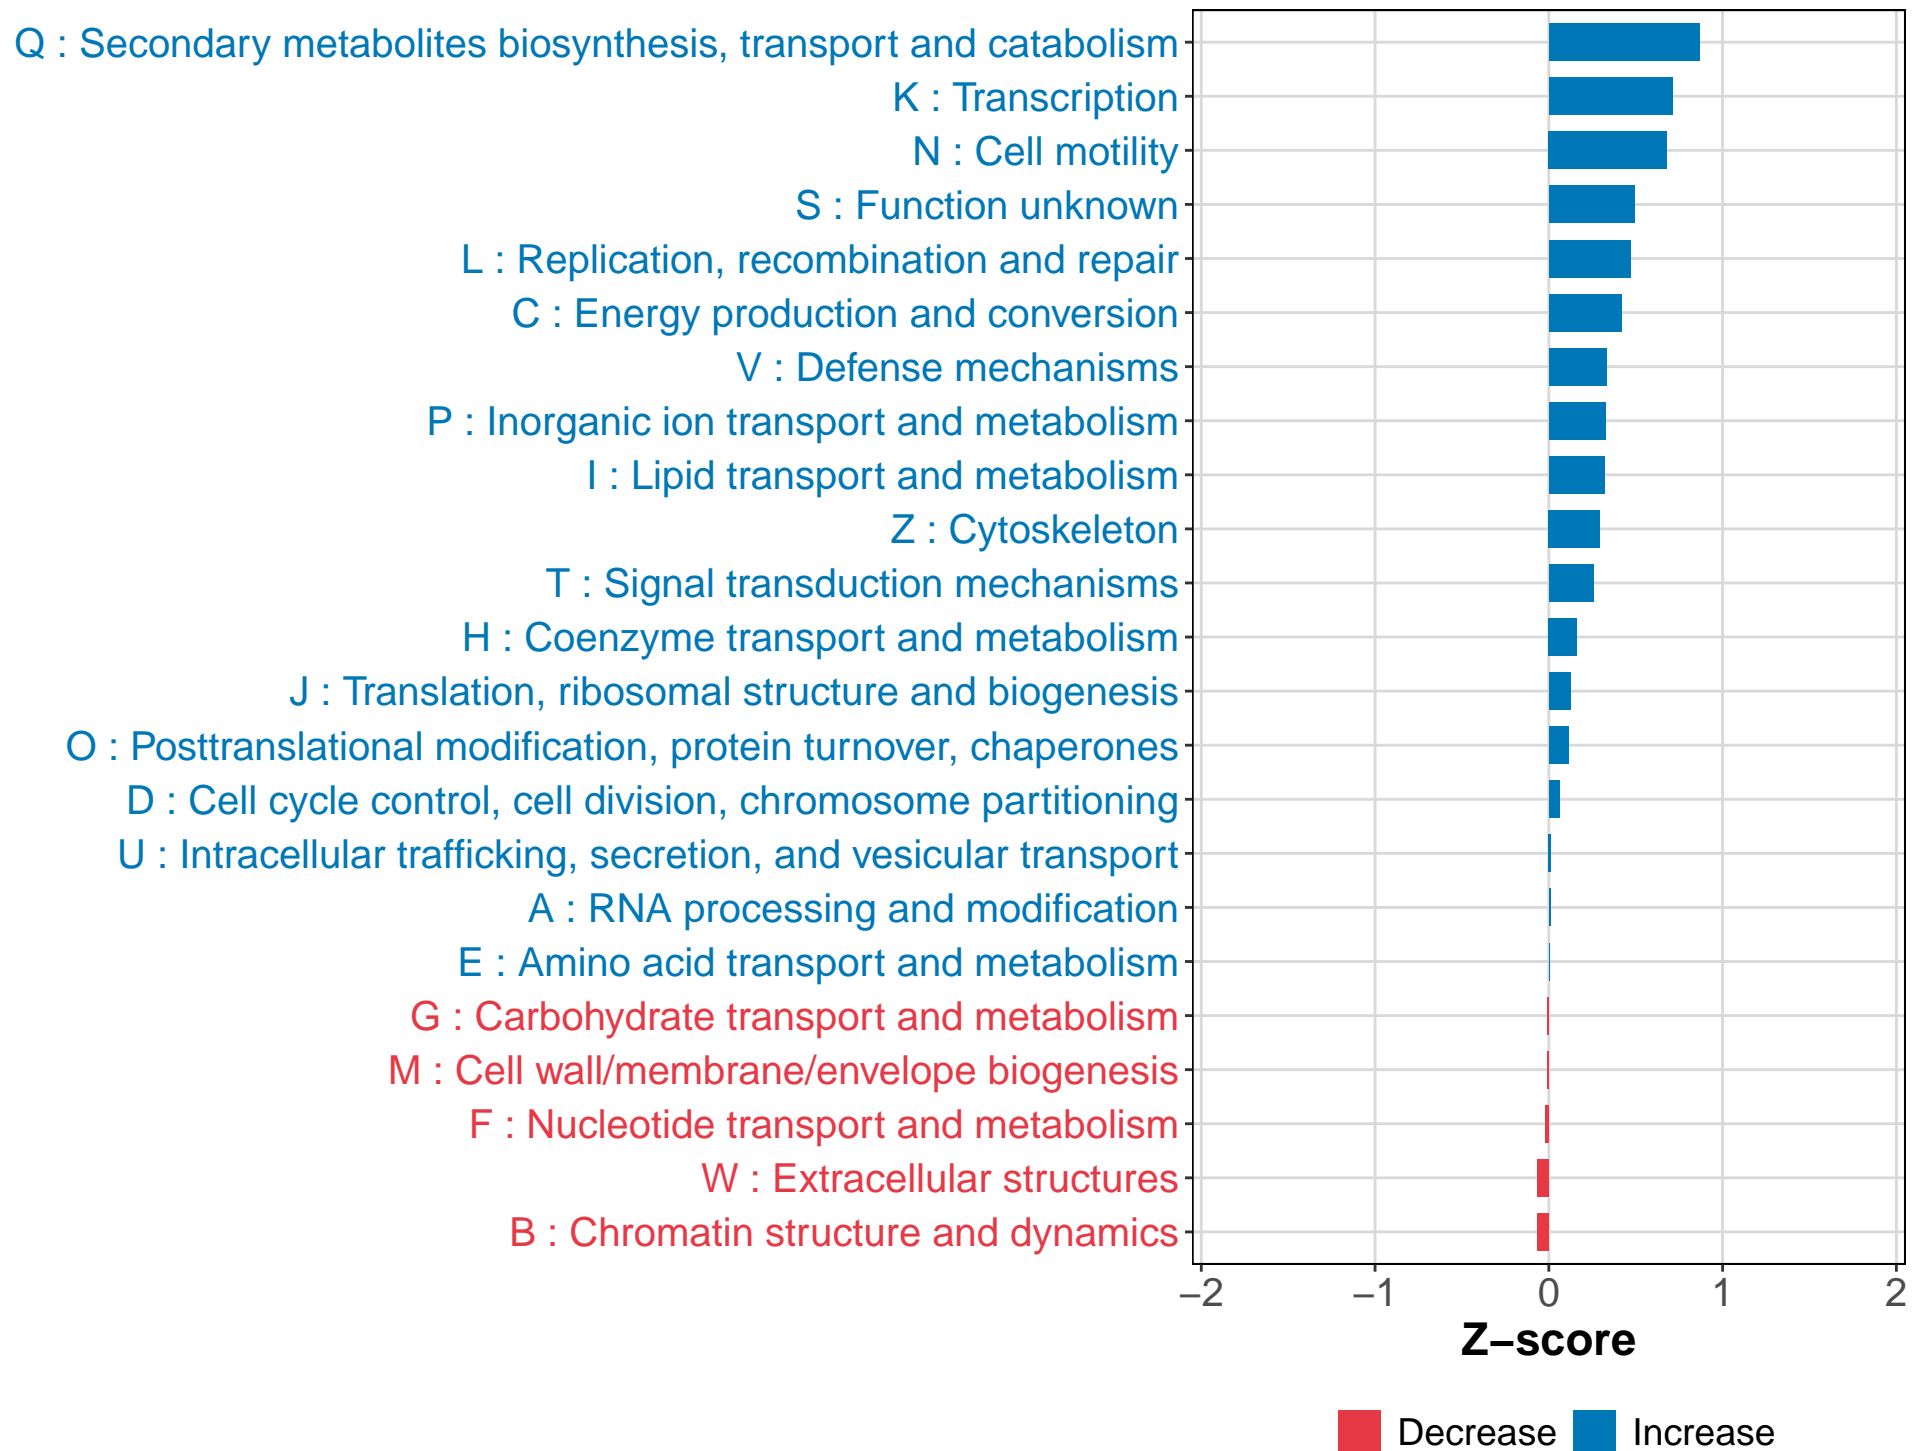 Q : Secondary metabolites biosynthesis, transport and catabolism
K : Transcription
N : Cell motility
S : Function unknown
L : Replication, recombination and repair
C : Energy production and conversion
V : Defense mechanisms
P : Inorganic ion transport and metabolism
I : Lipid transport and metabolism
Z : Cytoskeleton
T : Signal transduction mechanisms
H : Coenzyme transport and metabolism
J : Translation, ribosomal structure and biogenesis
O : Posttranslational modification, protein turnover, chaperones
D : Cell cycle control, cell division, chromosome partitioning
U : Intracellular trafficking, secretion, and vesicular transport
A : RNA processing and modification
E : Amino acid transport and metabolism
G : Carbohydrate transport and metabolism
M : Cell wall/membrane/envelope biogenesis
F : Nucleotide transport and metabolism
W : Extracellular structures
B : Chromatin structure and dynamics
−2 −1 0 1 2
Z−score
Decrease Increase